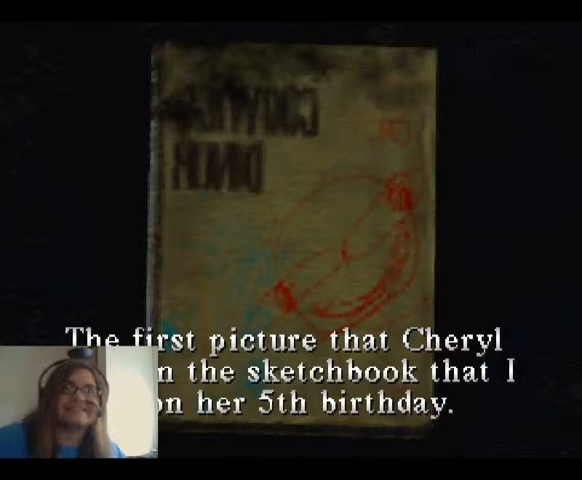 The first picture that Cheryl
n the sketchbook that I
on her 5th birthday.